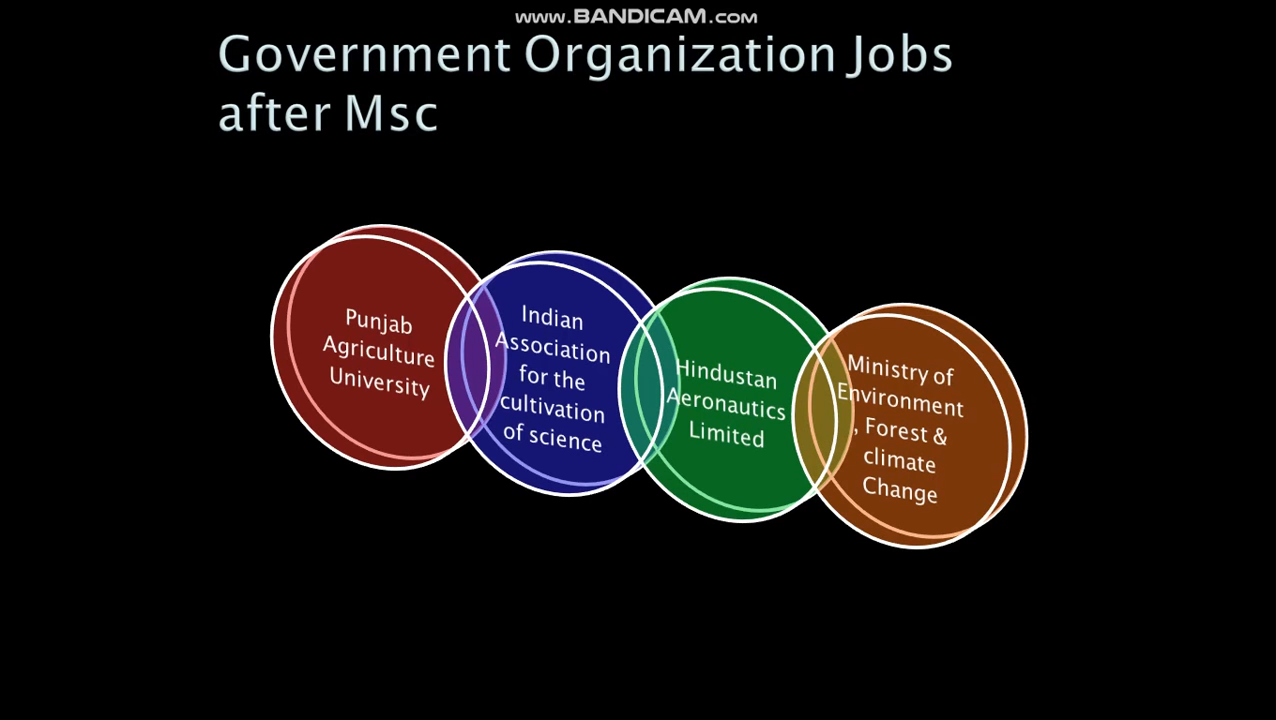 www.BANDICAM.com
Government Organization Jobs
after Msc
Punjab
Agriculture
University
Indian
Association
for the
cultivation
of science
Hindustan
Aeronautics
Limited
Ministry of
Environment
, Forest &
climate
Change